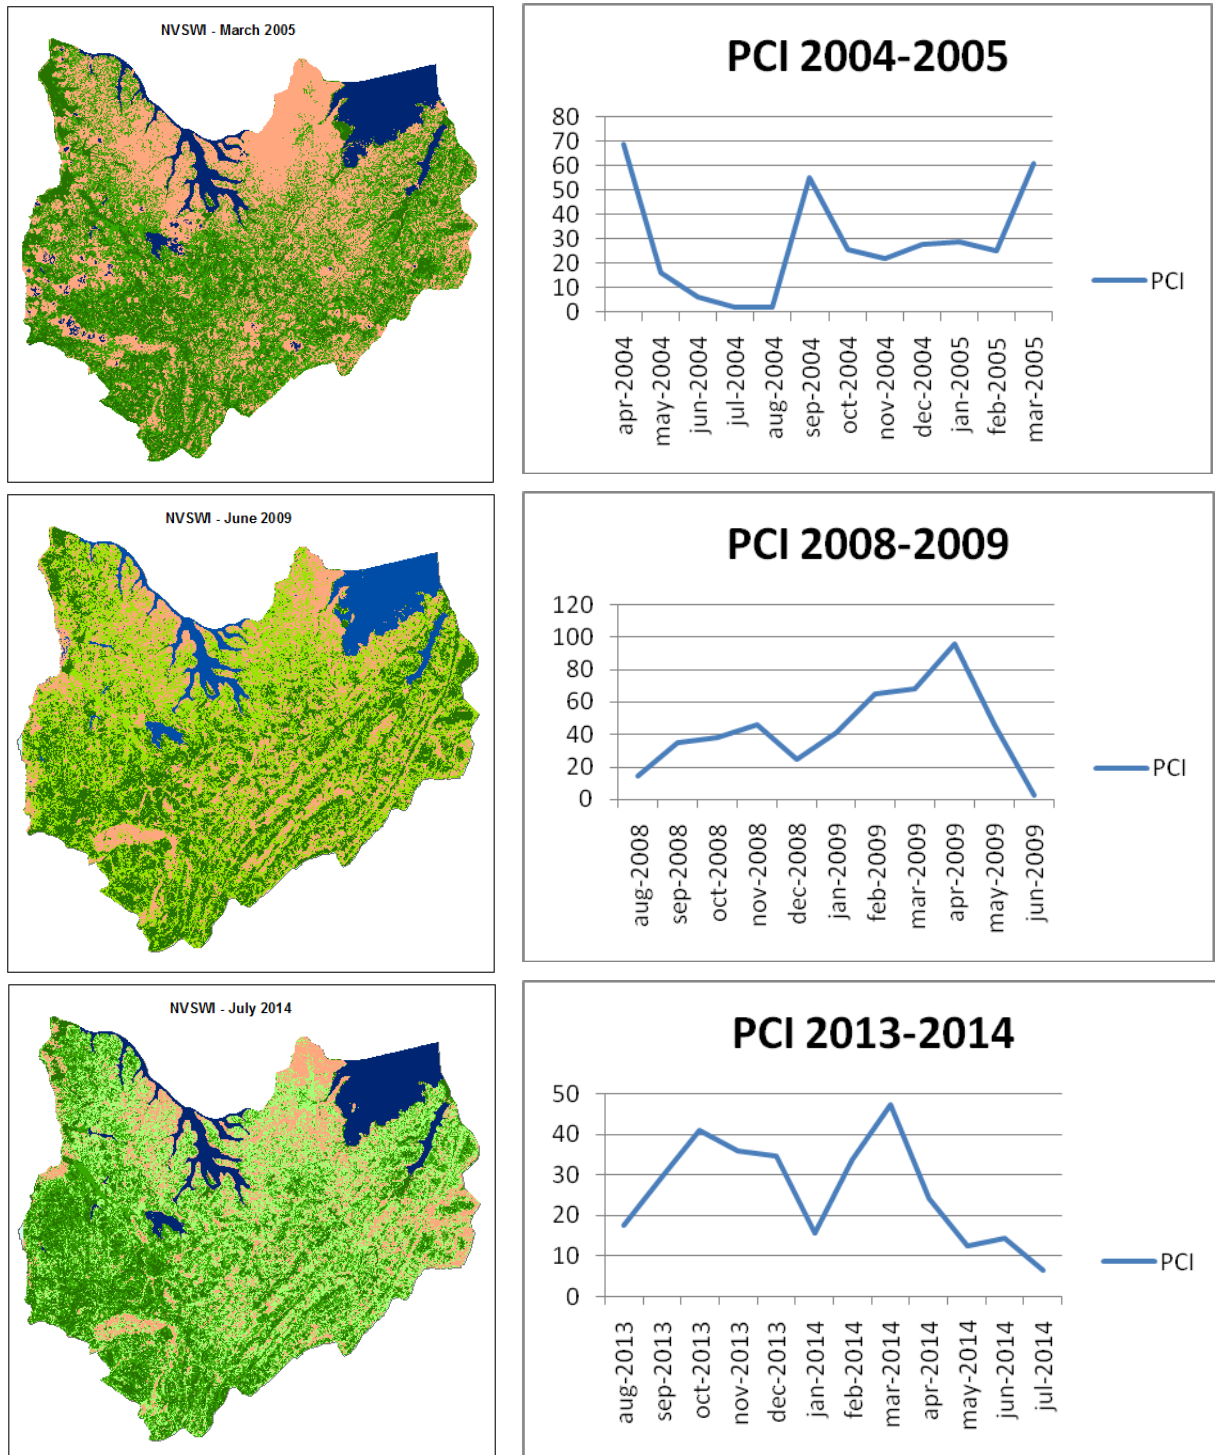 NVSWI - March 2005
PCI 2004-2005
80
70
60
50
40
30
20
10
0
apr-2004
may-2004
jun-2004
jul-2004
aug-2004
sep-2004
oct-2004
nov-2004
dec-2004
jan-2005
feb-2005
mar-2005
PCI
NVSWI - June 2009
PCI 2008-2009
120
100
80
60
40
20
0
aug-2008
sep-2008
oct-2008
nov-2008
dec-2008
jan-2009
feb-2009
mar-2009
apr-2009
may-2009
jun-2009
PCI
NVSWI - July 2014
PCI 2013-2014
50
40
30
20
10
0
aug-2013
sep-2013
oct-2013
nov-2013
dec-2013
jan-2014
feb-2014
mar-2014
apr-2014
may-2014
jun-2014
jul-2014
PCI